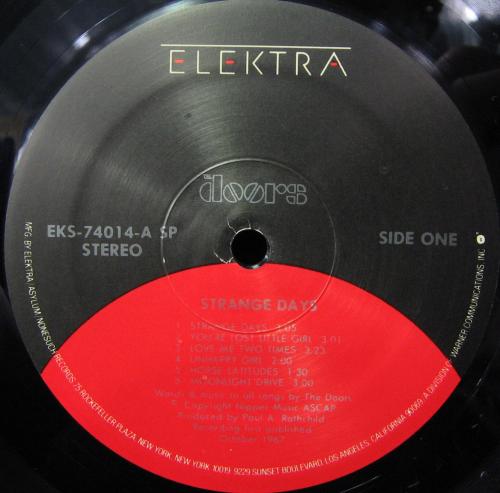 ELEKTRA
doors
EKS-74014-A SP
STEREO
SIDE ONE
STRANGE DAYS
1 STRANGE DAYS 3:05
2 YOU'RE LOST LITTLE GIRL 3:01
3 LOVE ME TWO TIMES 3:23
4 UNHAPPY GIRL 2:00
5 HORSE LATITUDES 1:30
6 MOONLIGHT DRIVE 3:00
Words & music to all songs by The Doors
© Copyright Nipper Music ASCAP
Produced by Paul A. Rothchild
Recording first published
October 1967
MFG. BY ELEKTRA/ASYLUM/NONESUCH RECORDS • 75 ROCKEFELLER PLAZA, NEW YORK, NEW YORK 10019 • 9229 SUNSET BOULEVARD, LOS ANGELES, CALIFORNIA 90069. A DIVISION OF WARNER COMMUNICATIONS INC.